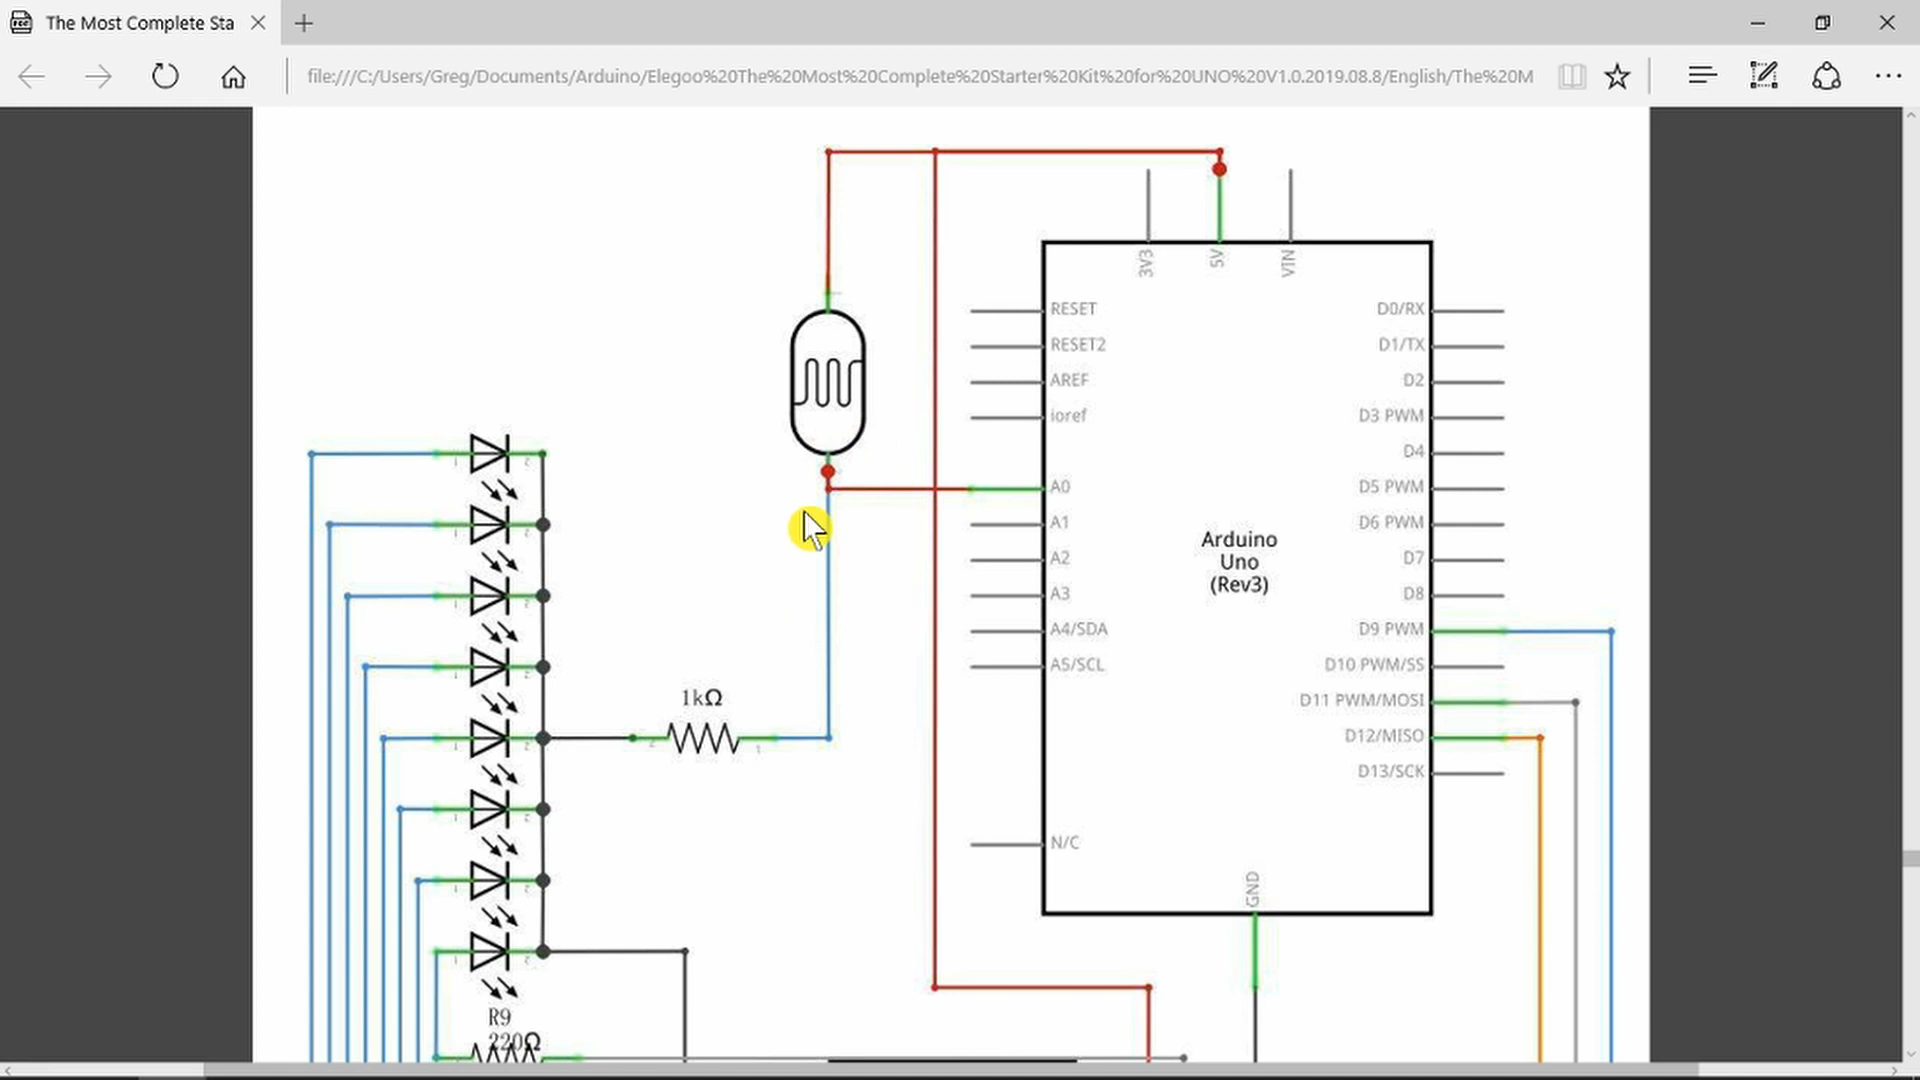 The Most Complete Sta
file:///C:/Users/Greg/Documents/Arduino/Elegoo%20The%20Most%20Complete%20Starter%20Kit%20for%20UNO%20V1.0.2019.08.8/English/The%20M
3V3
5V
VIN
RESET
D0/RX
RESET2
D1/TX
AREF
D2
ioref
D3 PWM
D4
A0
D5 PWM
A1
D6 PWM
Arduino
Uno
(Rev3)
A2
D7
A3
D8
A4/SDA
D9 PWM
A5/SCL
D10 PWM/SS
1kΩ
D11 PWM/MOSI
D12/MISO
D13/SCK
N/C
GND
R9
220Ω